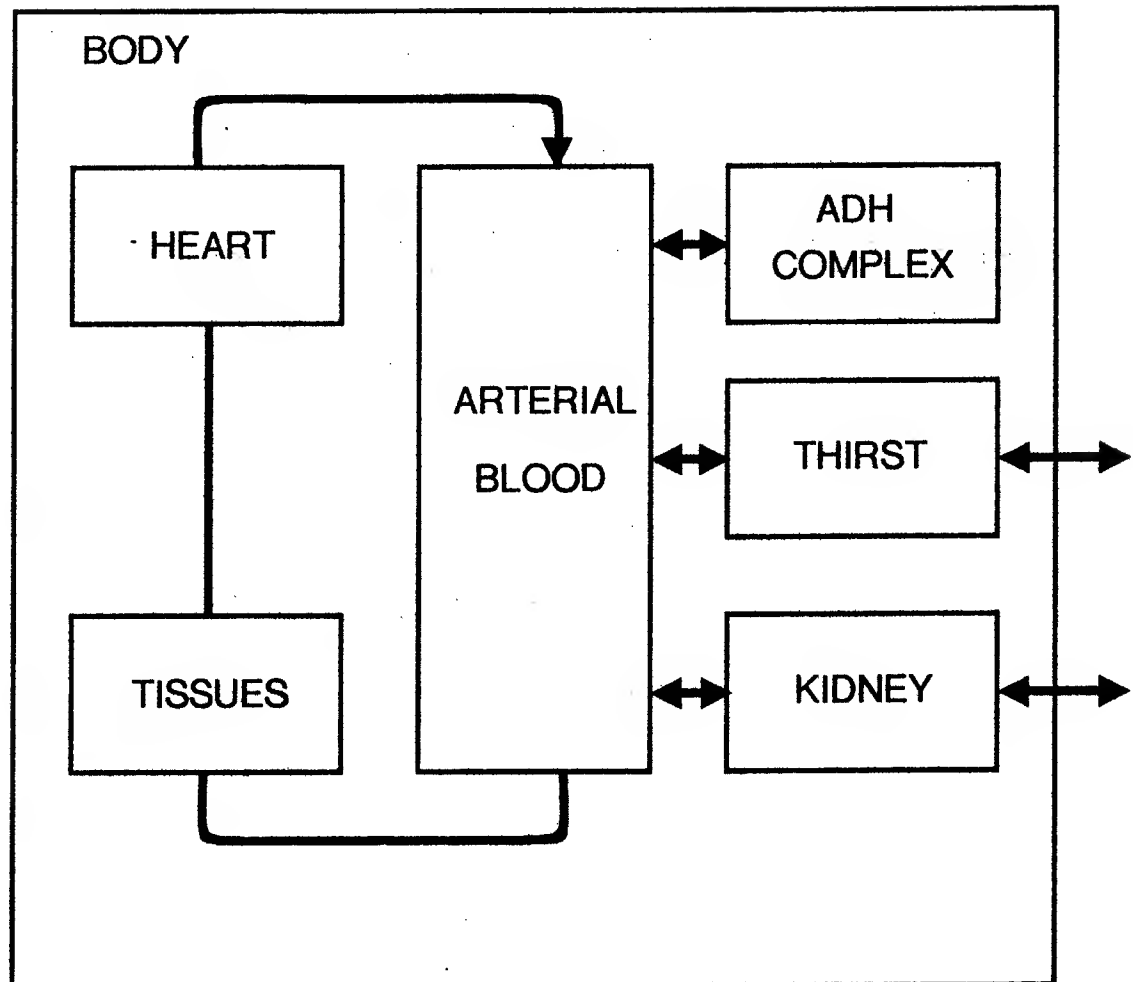 BODY
HEART
ADH
COMPLEX
ARTERIAL
BLOOD
THIRST
TISSUES
KIDNEY